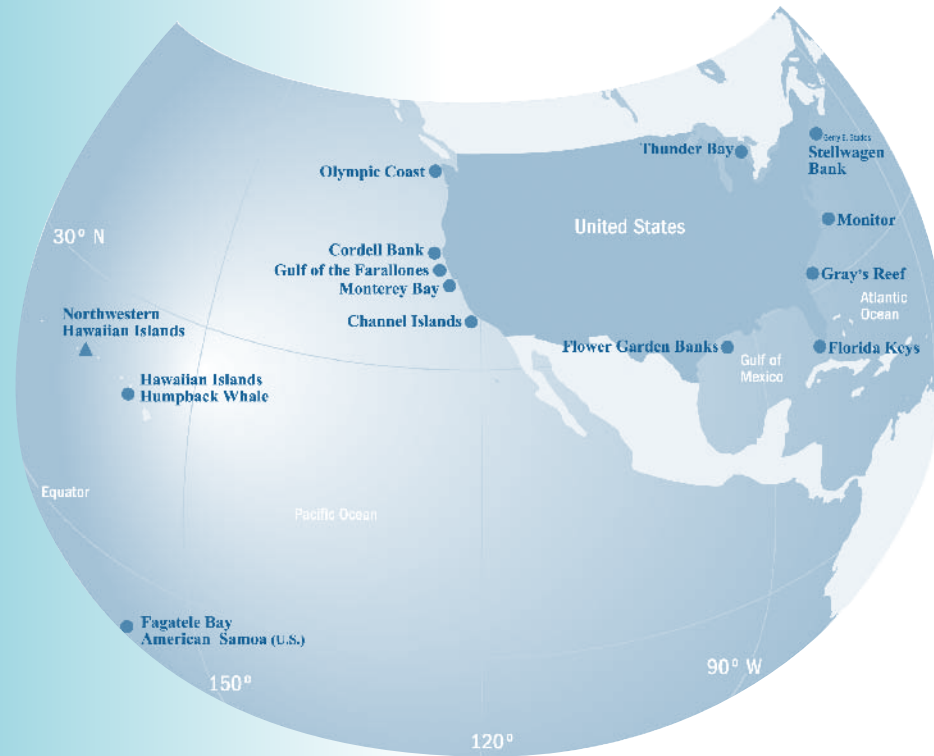 Gerry E. Studds
Stellwagen
Bank
Thunder Bay
Olympic Coast
Monitor
United States
30° N
Cordell Bank
Gulf of the Farallones
Monterey Bay
Gray's Reef
Atlantic
Ocean
Northwestern
Hawaiian Islands
Channel Islands
Flower Garden Banks
Florida Keys
Gulf of
Mexico
Hawaiian Islands
Humpback Whale
Equator
Pacific Ocean
Fagatele Bay
American Samoa (U.S.)
90° W
150°
120°